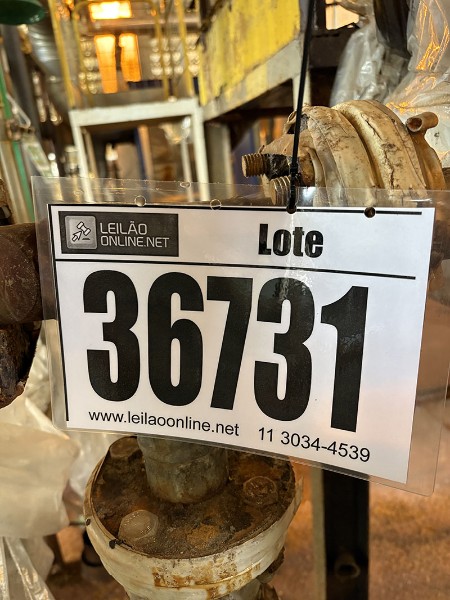 LEILÃO
ONLINE.NET
Lote
36731
www.leilaoonline.net 11 3034-4539